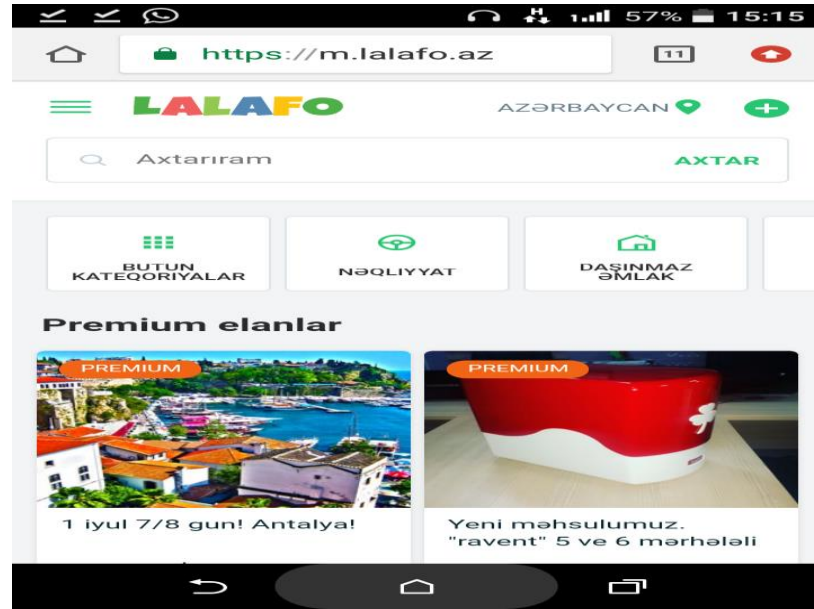 57% 15:15
https://m.lalafo.az 11
LALAFO AZƏRBAYCAN
Axtarıram AXTAR
BUTUN
KATEQORIYALAR
NƏQLIYYAT
DAŞINMAZ
ƏMLAK
Premium elanlar
PREMIUM
PREMIUM
1 iyul 7/8 gun! Antalya!
Yeni məhsulumuz.
"ravent" 5 ve 6 mərhələli